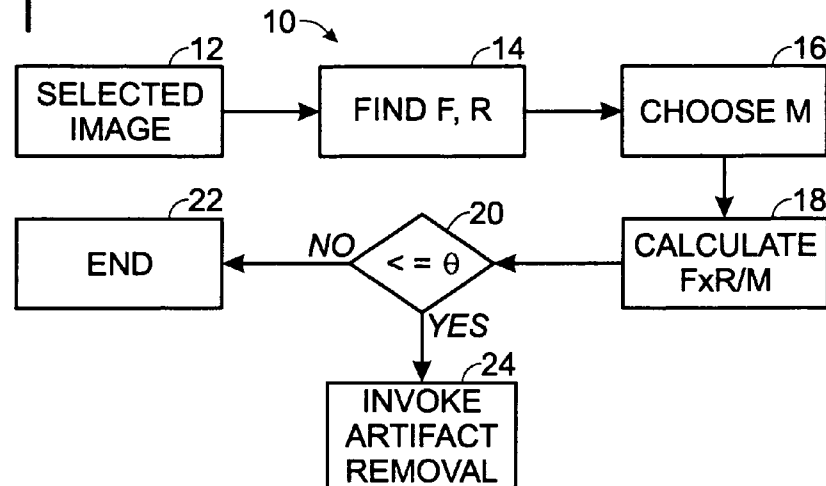 10
12
SELECTED
IMAGE
14
FIND F, R
16
CHOOSE M
18
CALCULATE
FxR/M
20
< = θ
NO
22
END
YES
24
INVOKE
ARTIFACT
REMOVAL